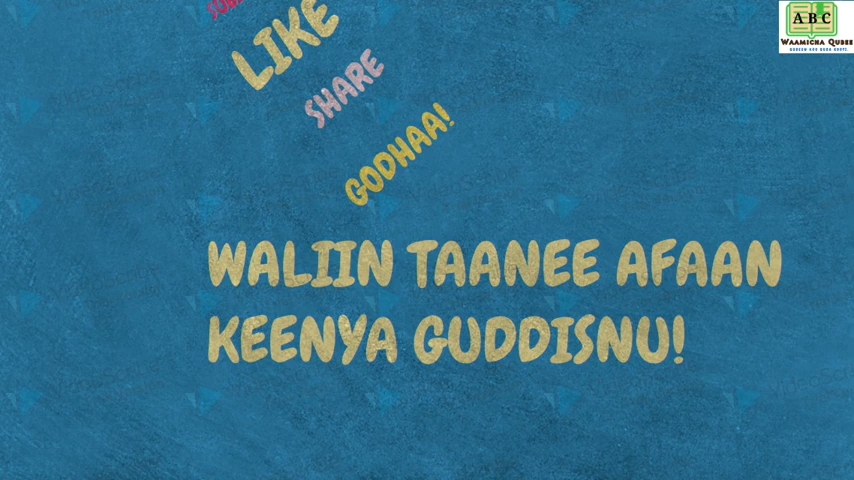 LIKE
SHARE
GODHAA!
WALIIN TAANEE AFAAN
KEENYA GUDDISNU!
ABC
WAAMICHA QUBEE